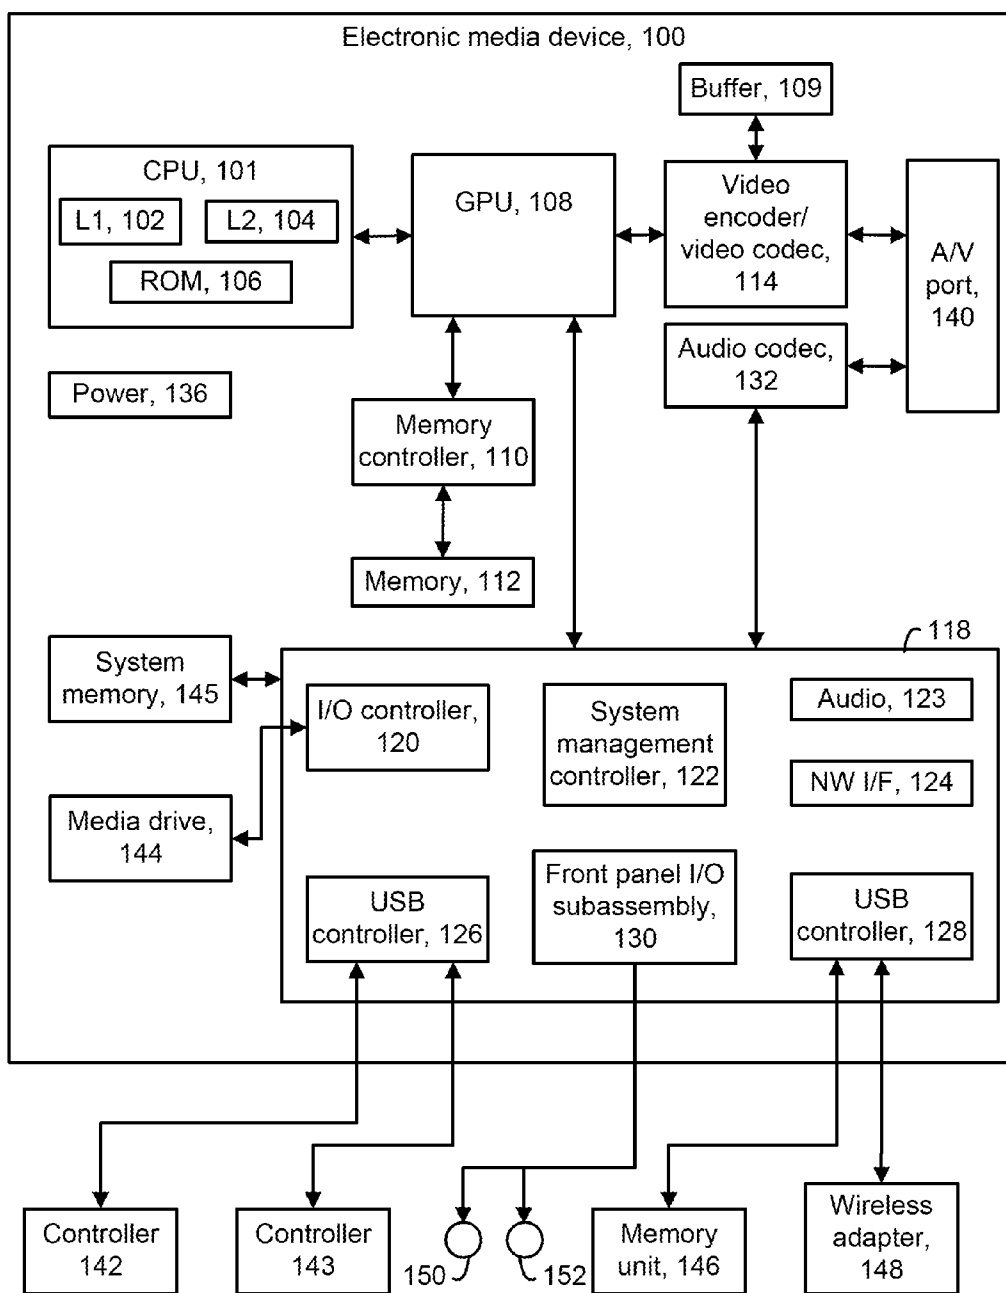 Electronic media device, 100
Buffer, 109
CPU, 101
L1, 102
L2, 104
ROM, 106
GPU, 108
Video
encoder/
video codec,
114
A/V
port,
140
Audio codec,
132
Power, 136
Memory
controller, 110
Memory, 112
118
System
memory, 145
I/O controller,
120
System
management
controller, 122
Audio, 123
NW I/F, 124
Media drive,
144
USB
controller, 126
Front panel I/O
subassembly,
130
USB
controller, 128
Controller
142
Controller
143
150
152
Memory
unit, 146
Wireless
adapter,
148